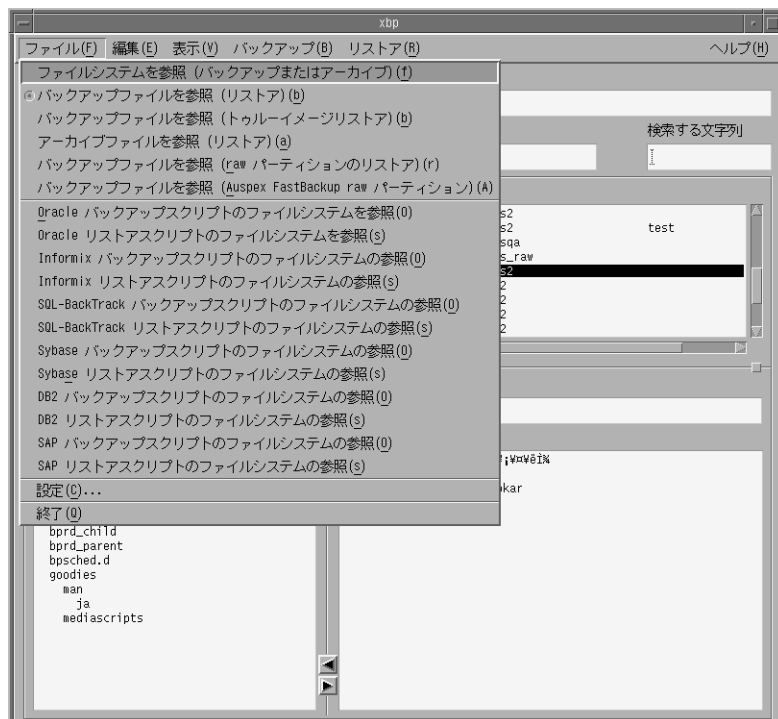 xbp
ファイル(F) 編集(E) 表示(V) バックアップ(B) リストア(R) ヘルプ(H)
ファイルシステムを参照 (バックアップまたはアーカイブ)(f)
バックアップファイルを参照 (リストア)(b)
バックアップファイルを参照 (トゥルーイメージリストア)(b)
アーカイブファイルを参照 (リストア)(a)
バックアップファイルを参照 (raw パーティションのリストア)(r)
バックアップファイルを参照 (Auspex FastBackup raw パーティション)(A)
Oracle バックアップスクリプトのファイルシステムを参照(O)
Oracle リストアスクリプトのファイルシステムを参照(s)
Informix バックアップスクリプトのファイルシステムの参照(O)
Informix リストアスクリプトのファイルシステムの参照(s)
SQL-BackTrack バックアップスクリプトのファイルシステムの参照(O)
SQL-BackTrack リストアスクリプトのファイルシステムの参照(s)
Sybase バックアップスクリプトのファイルシステムの参照(O)
Sybase リストアスクリプトのファイルシステムの参照(s)
DB2 バックアップスクリプトのファイルシステムの参照(O)
DB2 リストアスクリプトのファイルシステムの参照(s)
SAP バックアップスクリプトのファイルシステムの参照(O)
SAP リストアスクリプトのファイルシステムの参照(s)
設定(C)...
終了(Q)
検索する文字列
s2
s2 test
sqa
s_raw
s2
2
2
2
2
bprd_child
bprd_parent
bpsched.d
goodies
man
ja
mediascripts